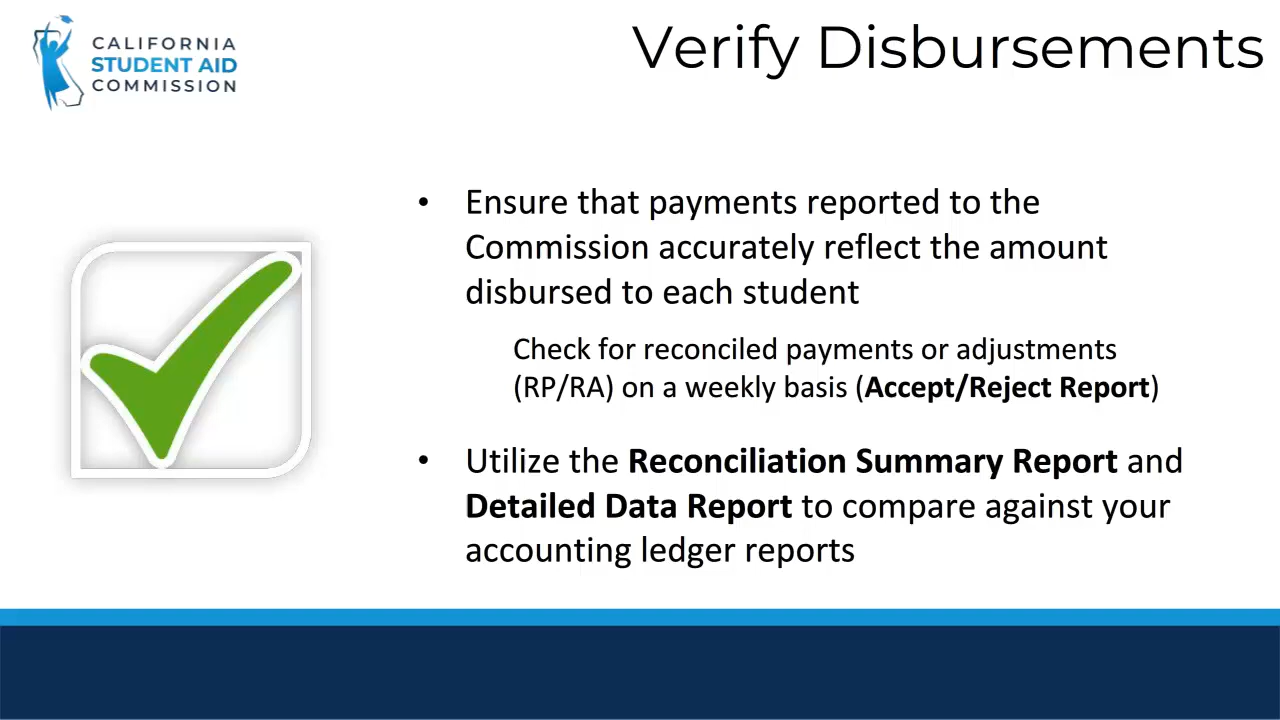 CALIFORNIA
STUDENT AID
COMMISSION
Verify Disbursements
• Ensure that payments reported to the
Commission accurately reflect the amount
disbursed to each student
Check for reconciled payments or adjustments
(RP/RA) on a weekly basis (Accept/Reject Report)
• Utilize the Reconciliation Summary Report and
Detailed Data Report to compare against your
accounting ledger reports